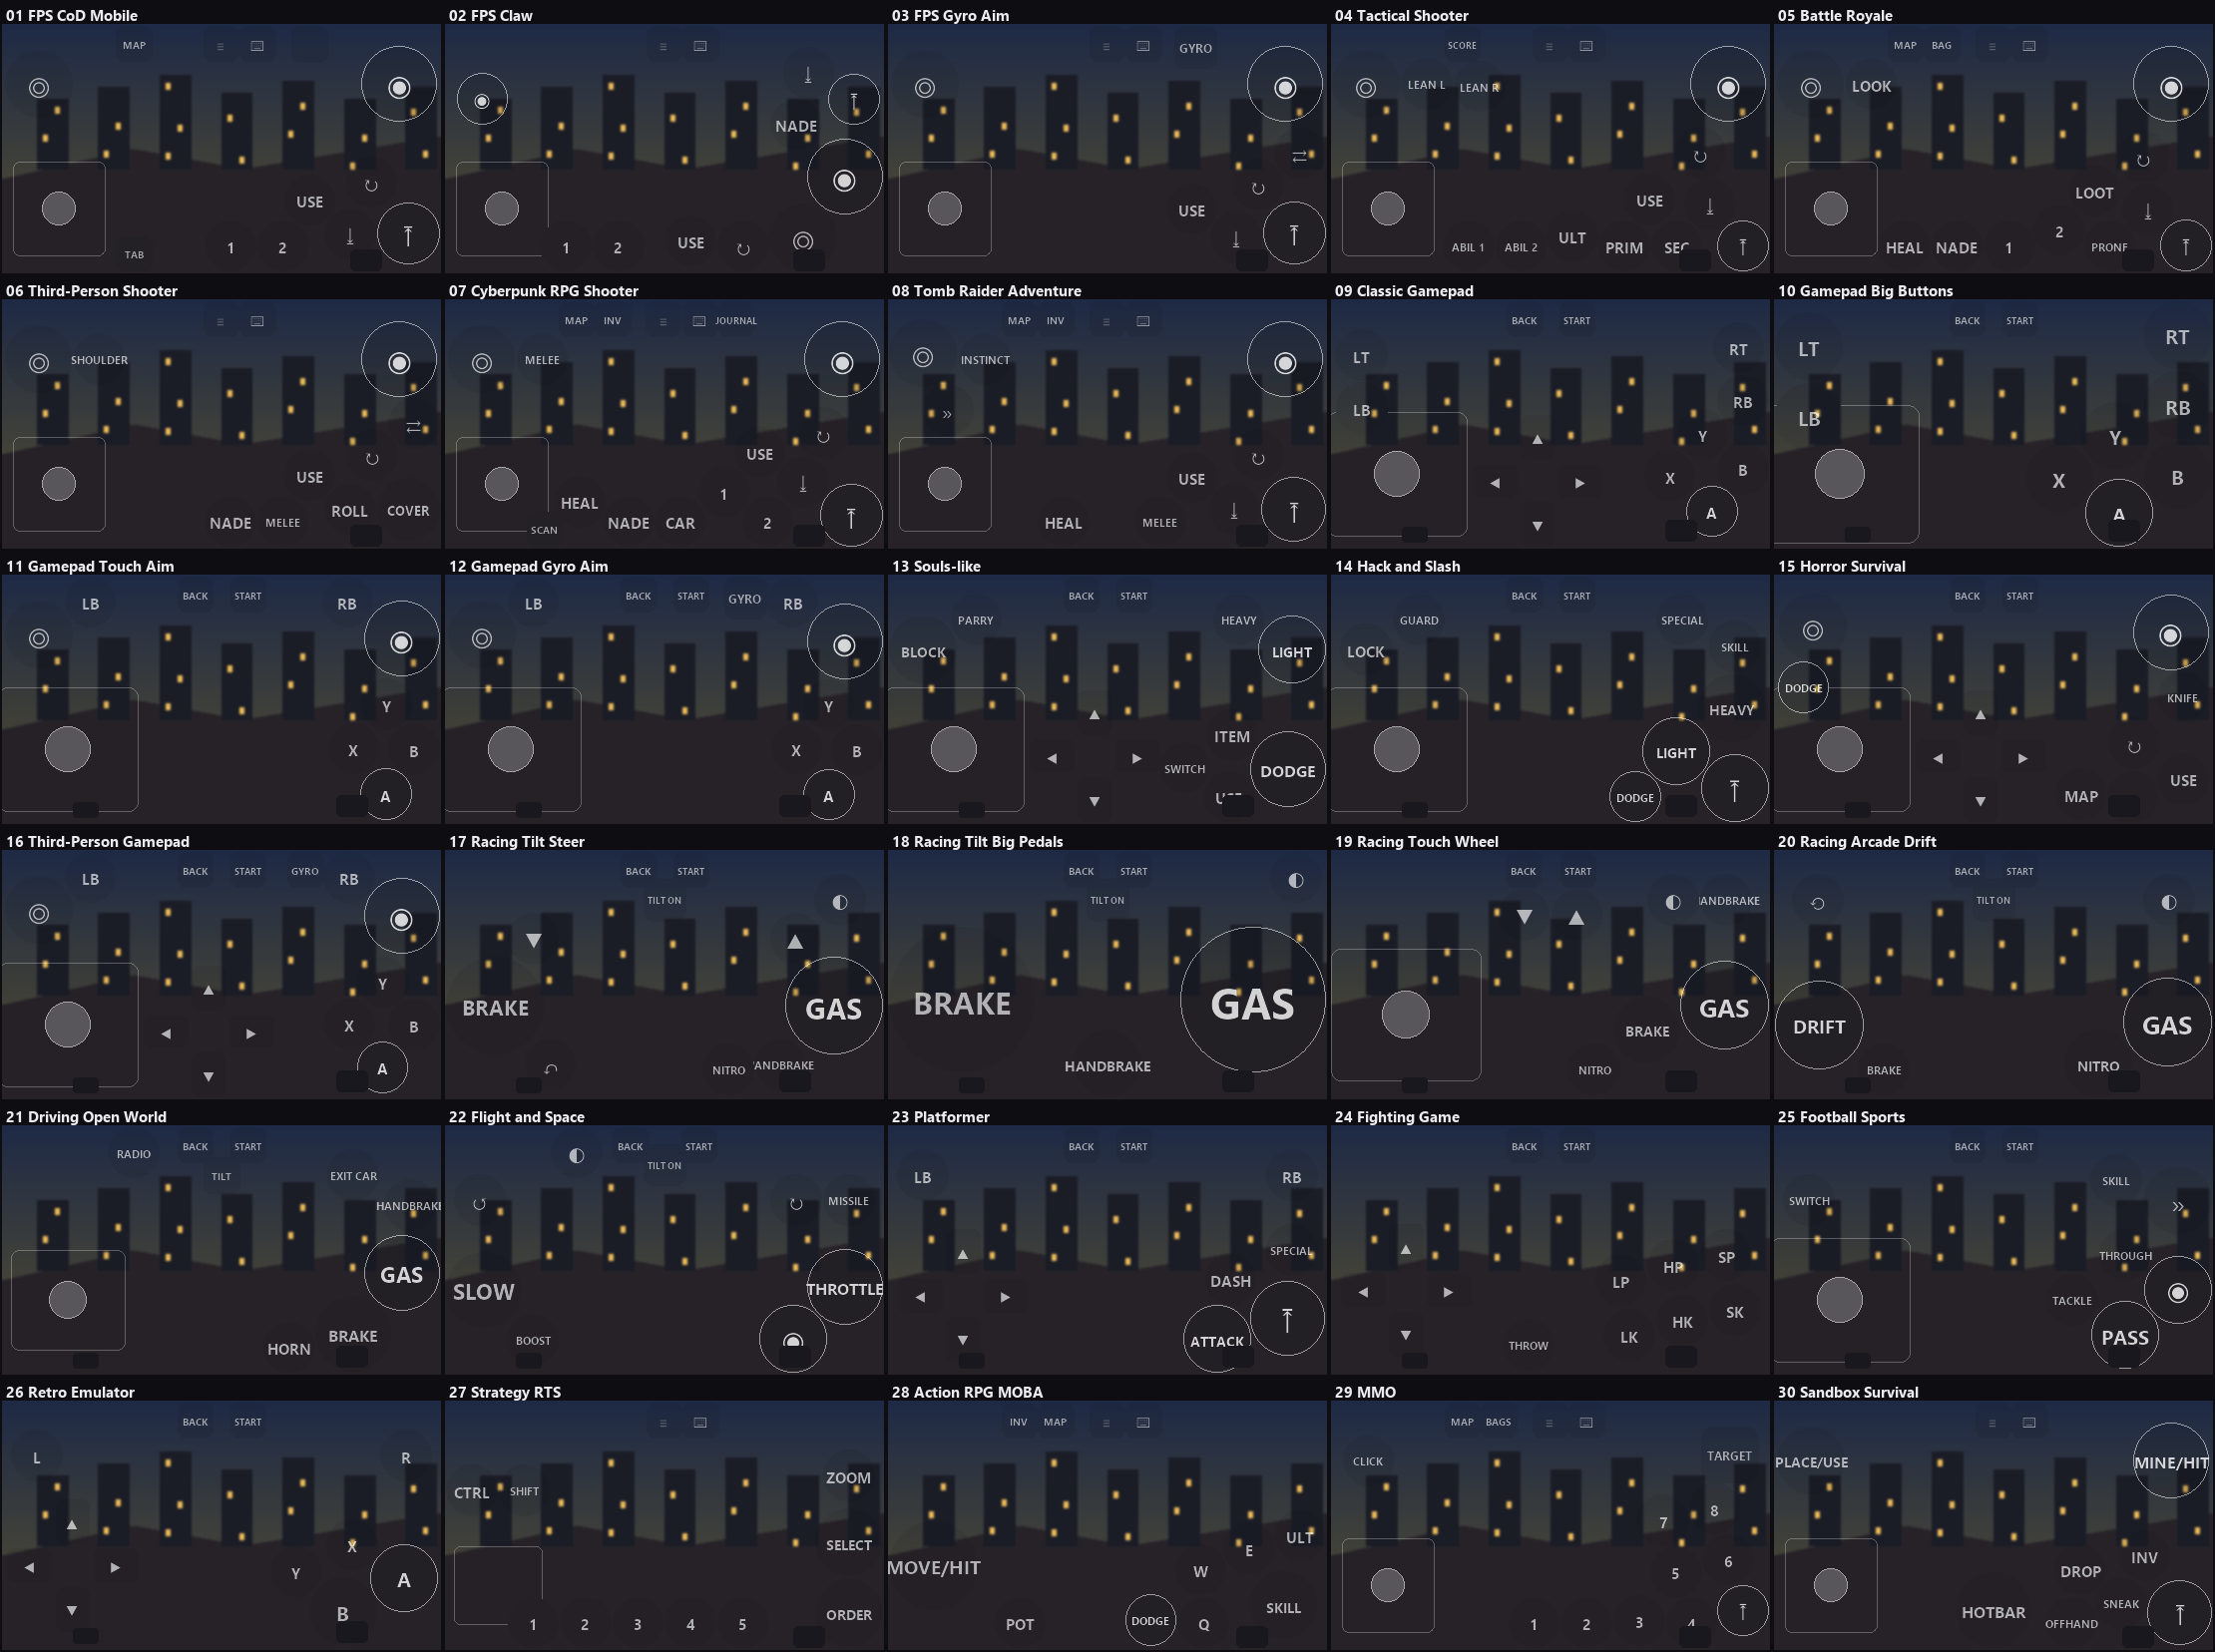 01 FPS CoD Mobile
MAP
USE
1 2
TAB
02 FPS Claw
NADE
1 2 USE
03 FPS Gyro Aim
GYRO
USE
04 Tactical Shooter
SCORE
LEAN L LEAN R
USE
ABIL 1 ABIL 2 ULT PRIM SEC
05 Battle Royale
MAP BAG
LOOK
LOOT
2
HEAL NADE 1 PRONE
06 Third-Person Shooter
SHOULDER
USE
ROLL COVER
NADE MELEE
07 Cyberpunk RPG Shooter
MAP INV JOURNAL
MELEE
USE
1
HEAL
NADE CAR 2
SCAN
08 Tomb Raider Adventure
MAP INV
INSTINCT
USE
HEAL MELEE
09 Classic Gamepad
BACK START
LT RT
LB RB
Y
X B
A
10 Gamepad Big Buttons
BACK START
LT RT
LB RB
Y
X B
A
11 Gamepad Touch Aim
LB BACK START RB
Y
X B
A
12 Gamepad Gyro Aim
LB BACK START GYRO RB
Y
X B
A
13 Souls-like
BACK START
PARRY HEAVY
BLOCK LIGHT
ITEM
SWITCH DODGE
USE
14 Hack and Slash
BACK START
GUARD SPECIAL
LOCK SKILL
HEAVY
LIGHT
DODGE
15 Horror Survival
BACK START
DODGE
KNIFE
USE
MAP
16 Third-Person Gamepad
LB BACK START GYRO RB
Y
X B
A
17 Racing Tilt Steer
BACK START
TILT ON
BRAKE GAS
NITRO HANDBRAKE
18 Racing Tilt Big Pedals
BACK START
TILT ON
BRAKE GAS
HANDBRAKE
19 Racing Touch Wheel
BACK START
HANDBRAKE
GAS
BRAKE
NITRO
20 Racing Arcade Drift
BACK START
TILT ON
DRIFT GAS
BRAKE NITRO
21 Driving Open World
RADIO BACK START
TILT EXIT CAR
HANDBRAKE
GAS
BRAKE
HORN
22 Flight and Space
BACK START
TILT ON
MISSILE
SLOW THROTTLE
BOOST
23 Platformer
BACK START
LB RB
SPECIAL
DASH
ATTACK
24 Fighting Game
BACK START
LP HP SP
LK HK SK
THROW
25 Football Sports
BACK START
SKILL
SWITCH
THROUGH
TACKLE
PASS
26 Retro Emulator
BACK START
L R
X
Y A
B
27 Strategy RTS
ZOOM
CTRL SHIFT
SELECT
ORDER
1 2 3 4 5
28 Action RPG MOBA
INV MAP
ULT
E
MOVE/HIT W
SKILL
POT DODGE Q
29 MMO
MAP BAGS
CLICK TARGET
7 8
5 6
1 2 3 4
30 Sandbox Survival
PLACE/USE MINE/HIT
INV
DROP
SNEAK
HOTBAR
OFFHAND